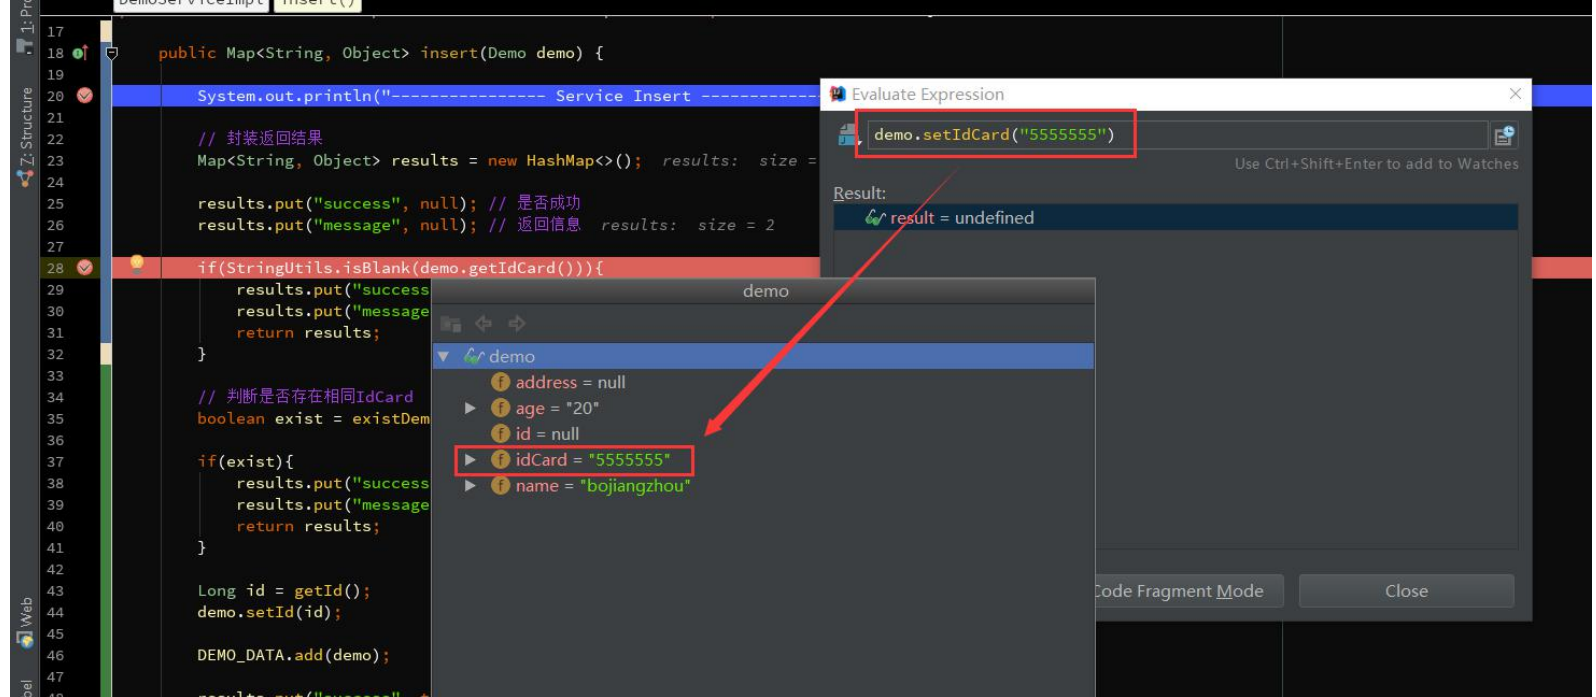 DemoServiceImpl insert()
1: Pr
Z: Structure
Web
17
18 public Map<String, Object> insert(Demo demo) {
19
20 System.out.println("---------------- Service Insert ------------
21
22 // 封装返回结果
23 Map<String, Object> results = new HashMap<>(); results: size =
24
25 results.put("success", null); // 是否成功
26 results.put("message", null); // 返回信息 results: size = 2
27
28 if(StringUtils.isBlank(demo.getIdCard())){
29 results.put("success
30 results.put("message
31 return results;
32 }
33
34 // 判断是否存在相同IdCard
35 boolean exist = existDem
36
37 if(exist){
38 results.put("success
39 results.put("message
40 return results;
41 }
42
43 Long id = getId();
44 demo.setId(id);
45
46 DEMO_DATA.add(demo);
47
48 results.put("success",
Evaluate Expression
demo.setIdCard("5555555")
Use Ctrl+Shift+Enter to add to Watches
Result:
result = undefined
demo
demo
address = null
age = "20"
id = null
idCard = "5555555"
name = "bojiangzhou"
Code Fragment Mode
Close